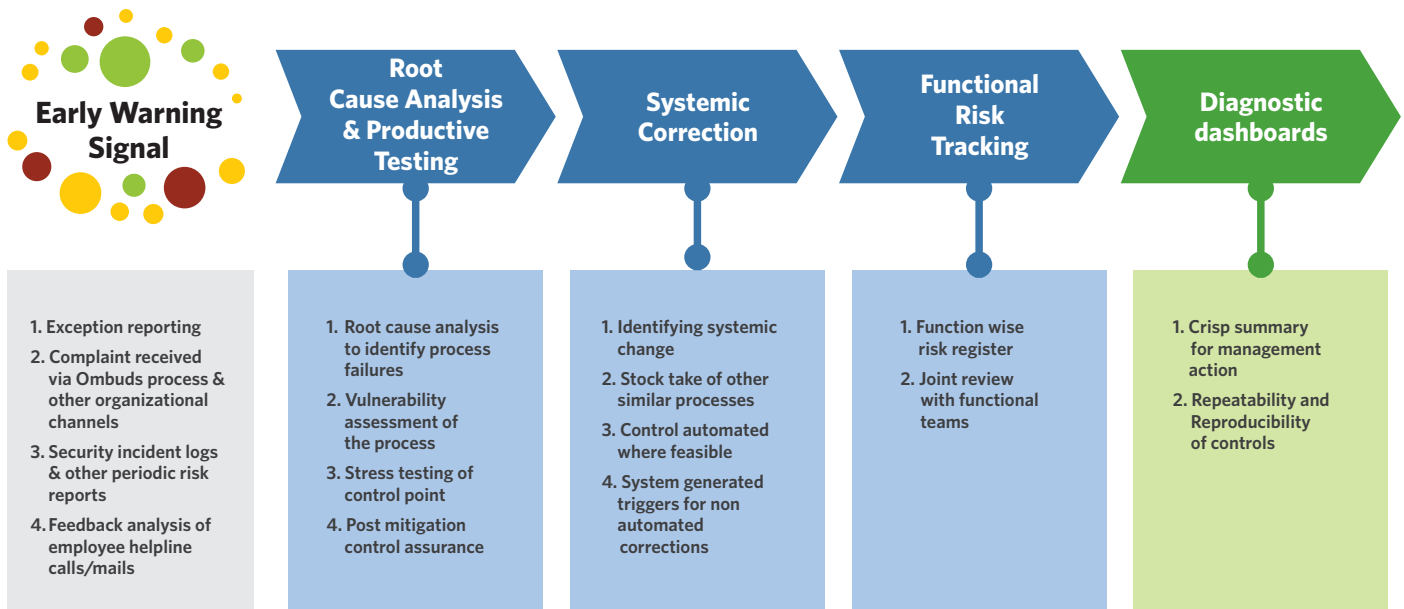 Early Warning
Signal
Root
Cause Analysis
& Productive
Testing
Systemic
Correction
Functional
Risk
Tracking
Diagnostic
dashboards
1. Exception reporting
2. Complaint received
via Ombuds process &
other organizational
channels
3. Security incident logs
& other periodic risk
reports
4. Feedback analysis of
employee helpline
calls/mails
1. Root cause analysis
to identify process
failures
2. Vulnerability
assessment of
the process
3. Stress testing of
control point
4. Post mitigation
control assurance
1. Identifying systemic
change
2. Stock take of other
similar processes
3. Control automated
where feasible
4. System generated
triggers for non
automated
corrections
1. Function wise
risk register
2. Joint review
with functional
teams
1. Crisp summary
for management
action
2. Repeatability and
Reproducibility
of controls